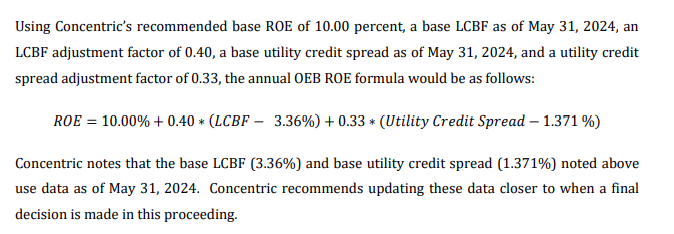 Using Concentric’s recommended base ROE of 10.00 percent, a base LCBF as of May 31, 2024, an
LCBF adjustment factor of 0.40, a base utility credit spread as of May 31, 2024, and a utility credit
spread adjustment factor of 0.33, the annual OEB ROE formula would be as follows:
ROE = 10.00% + 0.40 * (LCBF − 3.36%) + 0.33 * (Utility Credit Spread − 1.371 %)
Concentric notes that the base LCBF (3.36%) and base utility credit spread (1.371%) noted above
use data as of May 31, 2024. Concentric recommends updating these data closer to when a final
decision is made in this proceeding.